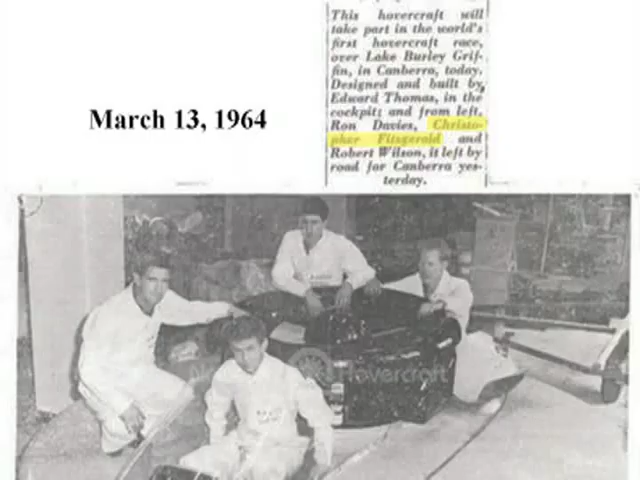 This hovercraft will
take part in the world's
first hovercraft race,
over Lake Burley Grif-
fin, in Canberra, today.
Designed and built by
Edward Thomas, in the
cockpit; and from left,
Ron Davies, Christo-
pher Fitzgerald and
Robert Wilson, it left by
road for Canberra yes-
terday.
March 13, 1964
Hovercraft